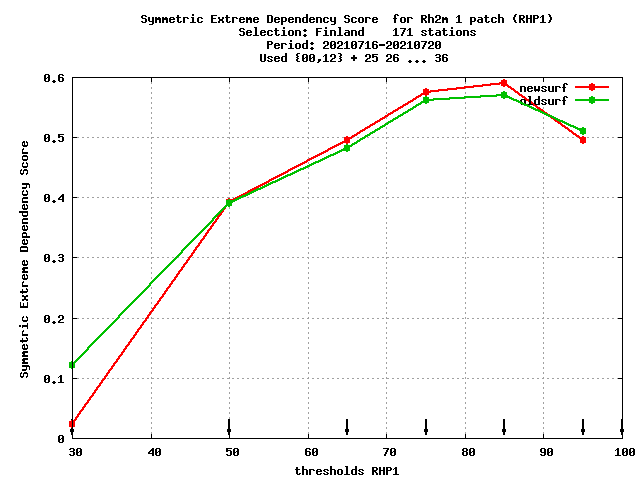 Symmetric Extreme Dependency Score  for Rh2m 1 patch (RHP1)
Selection: Finland    171 stations
Period: 20210716-20210720
Used {00,12} + 25 26 ... 36
0.6
0.5
0.4
0.3
0.2
0.1
0
Symmetric Extreme Dependency Score
newsurf
oldsurf
30 40 50 60 70 80 90 100
thresholds RHP1